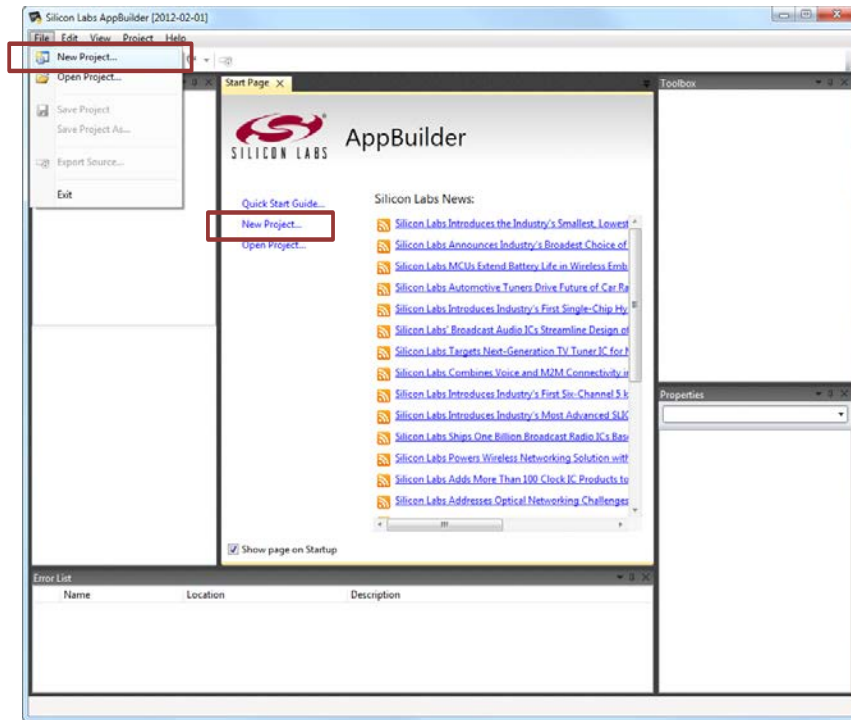 Silicon Labs AppBuilder [2012-02-01]
File Edit View Project Help
New Project...
Open Project...
Save Project
Save Project As...
Export Source...
Exit
Start Page
SILICON LABS
AppBuilder
Quick Start Guide...
New Project...
Open Project...
Silicon Labs News:
Silicon Labs Introduces the Industry's Smallest, Lowest
Silicon Labs Announces Industry's Broadest Choice of
Silicon Labs MCUs Extend Battery Life in Wireless Emb
Silicon Labs Automotive Tuners Drive Future of Car Ra
Silicon Labs Introduces Industry's First Single-Chip Hy
Silicon Labs' Broadcast Audio ICs Streamline Design of
Silicon Labs Targets Next-Generation TV Tuner IC for
Silicon Labs Combines Voice and M2M Connectivity i
Silicon Labs Introduces Industry's First Six-Channel 5 k
Silicon Labs Introduces Industry's Most Advanced SLIC
Silicon Labs Ships One Billion Broadcast Radio ICs Bas
Silicon Labs Powers Wireless Networking Solution with
Silicon Labs Adds More Than 100 Clock IC Products to
Silicon Labs Addresses Optical Networking Challenges
Show page on Startup
Toolbox
Properties
Error List
Name Location Description